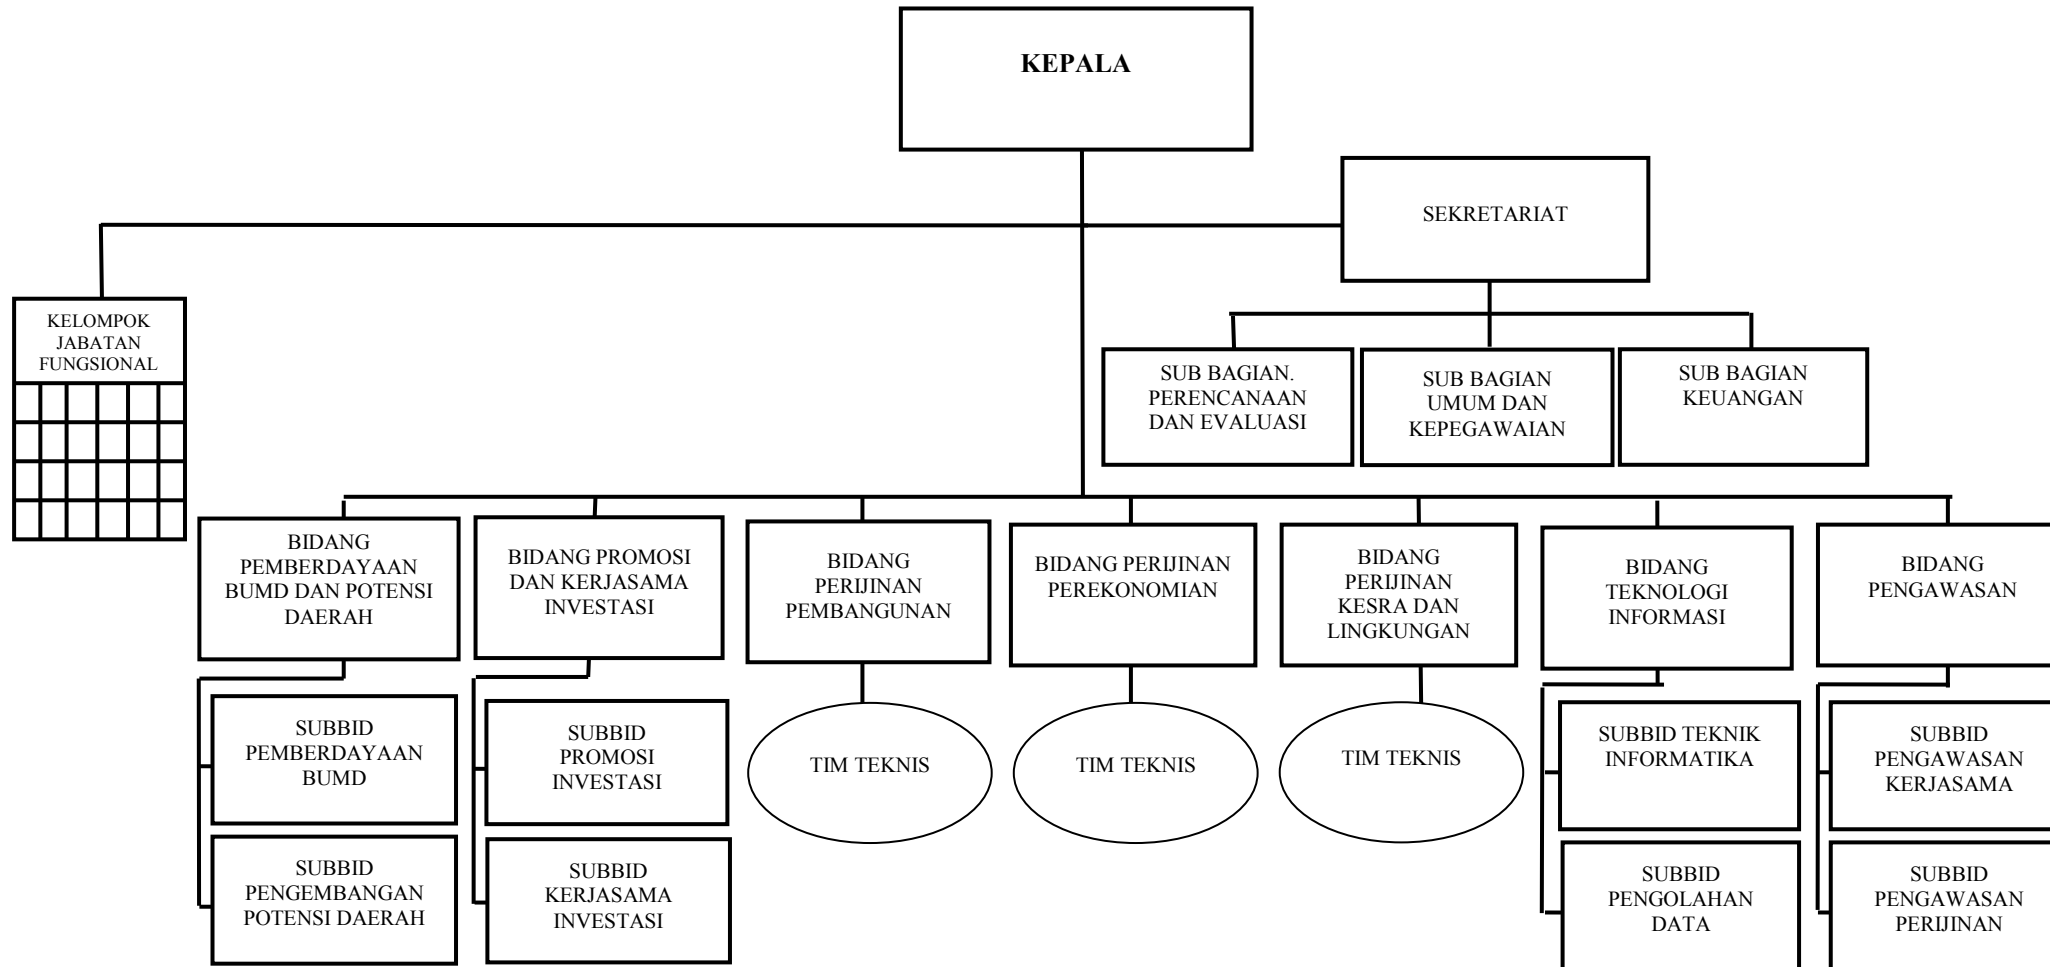 KEPALA
SEKRETARIAT
KELOMPOK
JABATAN
FUNGSIONAL
SUB BAGIAN.
PERENCANAAN
DAN EVALUASI
SUB BAGIAN
UMUM DAN
KEPEGAWAIAN
SUB BAGIAN
KEUANGAN
BIDANG
PEMBERDAYAAN
BUMD DAN POTENSI
DAERAH
BIDANG PROMOSI
DAN KERJASAMA
INVESTASI
BIDANG
PERIJINAN
PEMBANGUNAN
BIDANG PERIJINAN
PEREKONOMIAN
BIDANG
PERIJINAN
KESRA DAN
LINGKUNGAN
BIDANG
TEKNOLOGI
INFORMASI
BIDANG
PENGAWASAN
SUBBID
PEMBERDAYAAN
BUMD
SUBBID
PROMOSI
INVESTASI
TIM TEKNIS
TIM TEKNIS
TIM TEKNIS
SUBBID TEKNIK
INFORMATIKA
SUBBID
PENGAWASAN
KERJASAMA
SUBBID
PENGEMBANGAN
POTENSI DAERAH
SUBBID
KERJASAMA
INVESTASI
SUBBID
PENGOLAHAN
DATA
SUBBID
PENGAWASAN
PERIJINAN